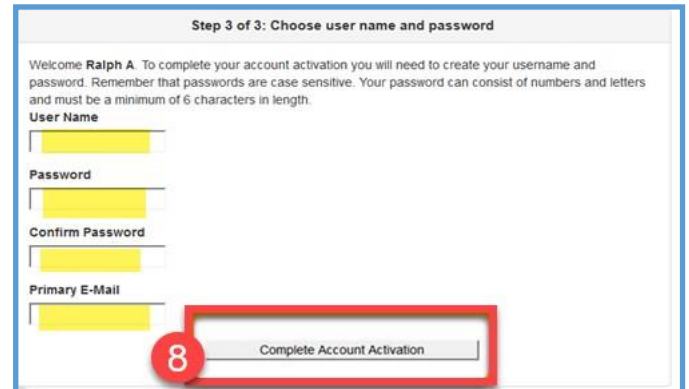 Step 3 of 3: Choose user name and password
Welcome Ralph A. To complete your account activation you will need to create your username and
password. Remember that passwords are case sensitive. Your password can consist of numbers and letters
and must be a minimum of 6 characters in length.
User Name
Password
Confirm Password
Primary E-Mail
8 Complete Account Activation